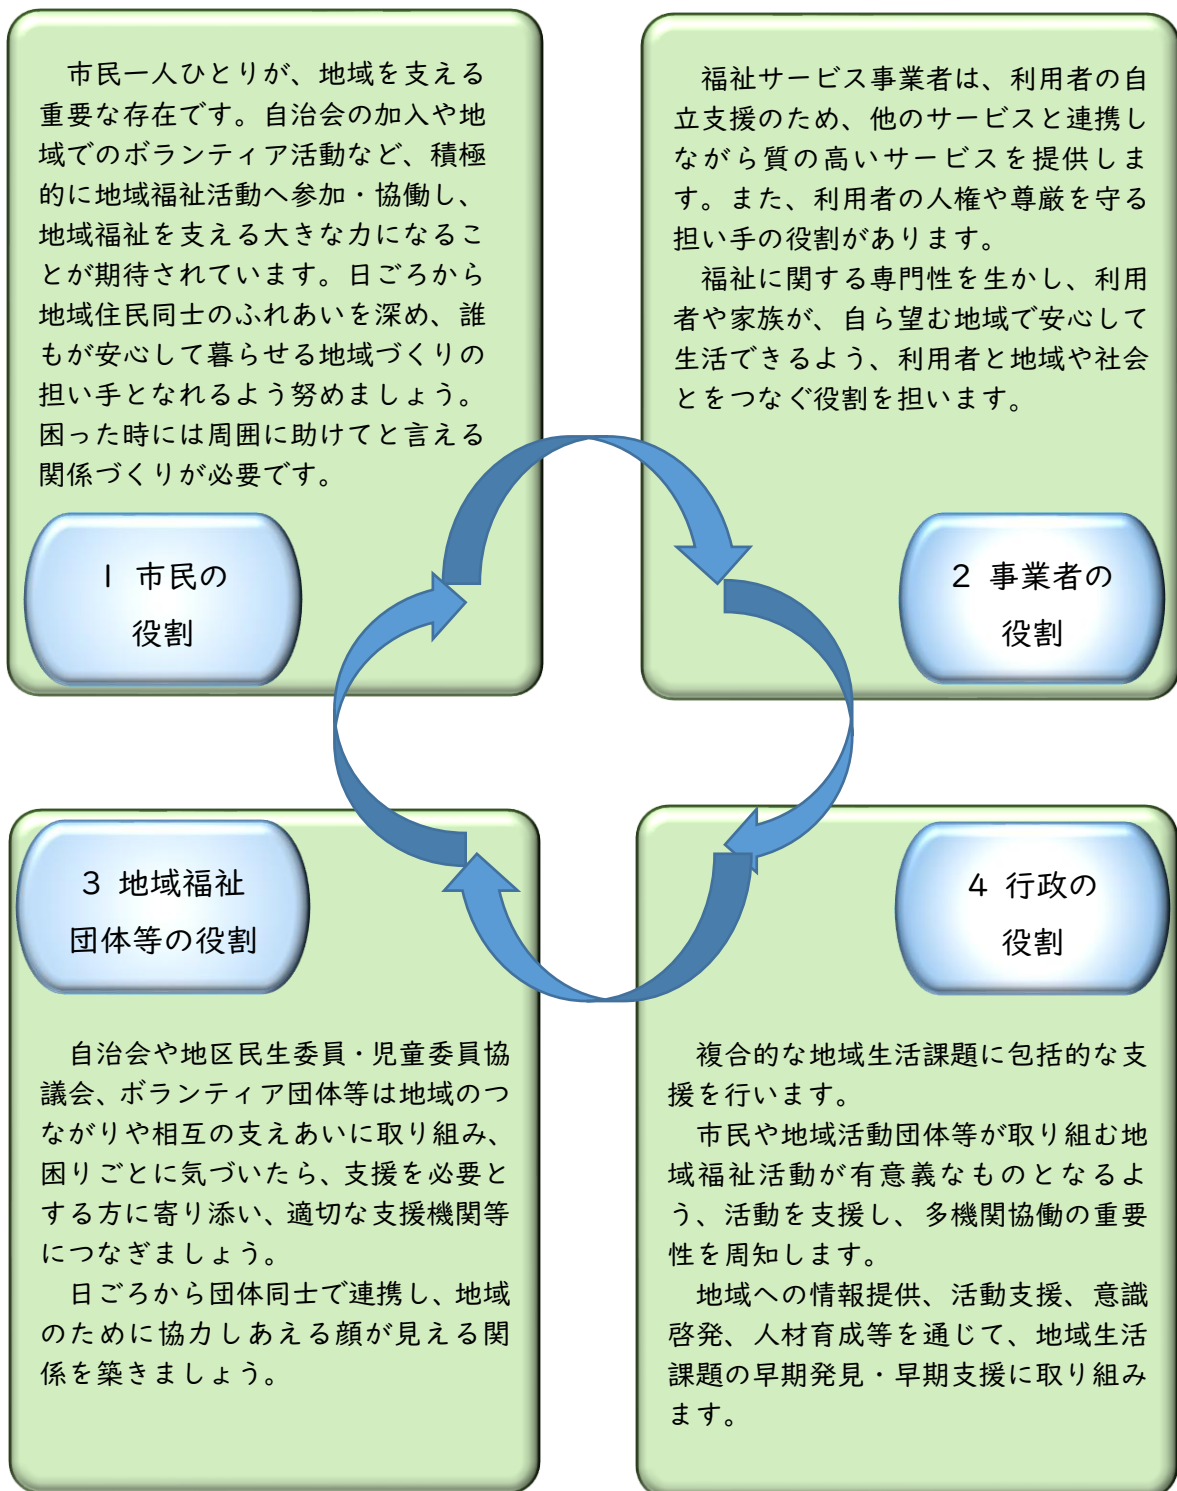 市民一人ひとりが、地域を支える
重要な存在です。自治会の加入や地
域でのボランティア活動など、積極
的に地域福祉活動へ参加・協働し、
地域福祉を支える大きな力になるこ
とが期待されています。日ごろから
地域住民同士のふれあいを深め、誰
もが安心して暮らせる地域づくりの
担い手となれるよう努めましょう。
困った時には周囲に助けてと言える
関係づくりが必要です。
1 市民の
役割
福祉サービス事業者は、利用者の自
立支援のため、他のサービスと連携し
ながら質の高いサービスを提供しま
す。また、利用者の人権や尊厳を守る
担い手の役割があります。
福祉に関する専門性を生かし、利用
者や家族が、自ら望む地域で安心して
生活できるよう、利用者と地域や社会
とをつなぐ役割を担います。
2 事業者の
役割
3 地域福祉
団体等の役割
自治会や地区民生委員・児童委員協
議会、ボランティア団体等は地域のつ
ながりや相互の支えあいに取り組み、
困りごとに気づいたら、支援を必要と
する方に寄り添い、適切な支援機関等
につなぎましょう。
日ごろから団体同士で連携し、地域
のために協力しあえる顔が見える関
係を築きましょう。
4 行政の
役割
複合的な地域生活課題に包括的な支
援を行います。
市民や地域活動団体等が取り組む地
域福祉活動が有意義なものとなるよ
う、活動を支援し、多機関協働の重要
性を周知します。
地域への情報提供、活動支援、意識
啓発、人材育成等を通じて、地域生活
課題の早期発見・早期支援に取り組み
ます。